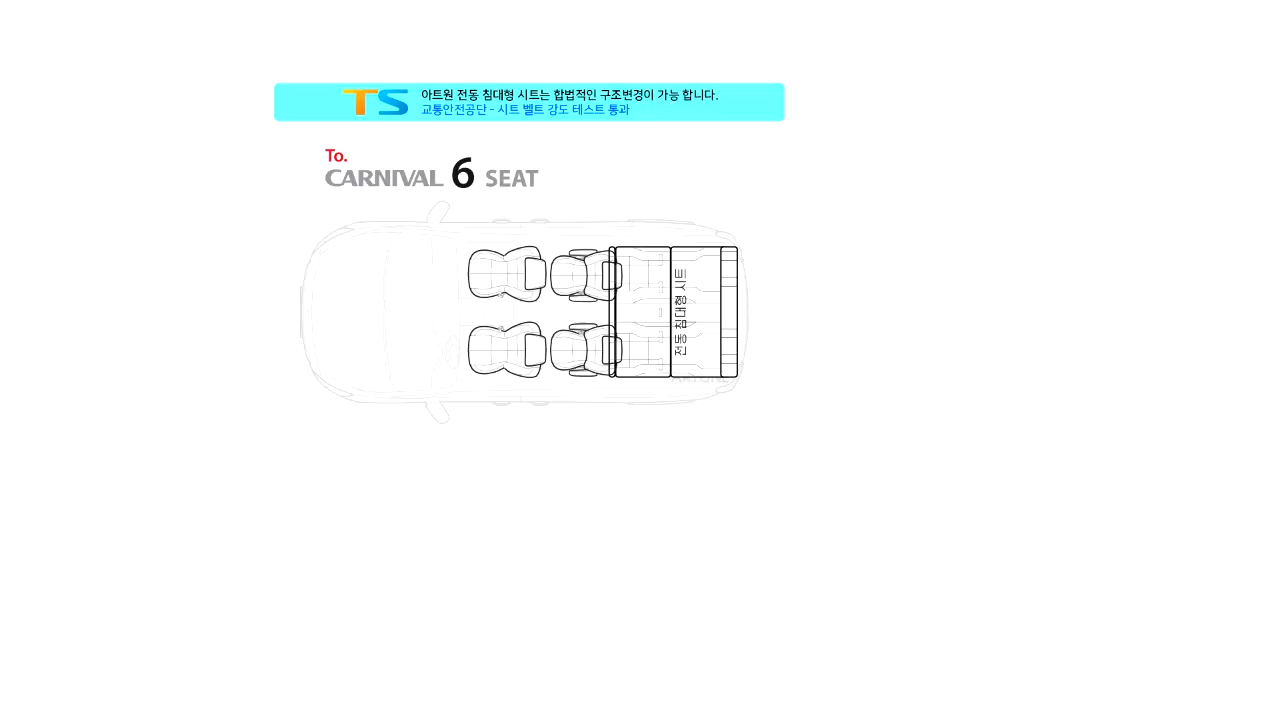 TS
아트원 전동 침대형 시트는 합법적인 구조변경이 가능 합니다.
교통안전공단 - 시트 벨트 강도 테스트 통과
To.
CARNIVAL 6 SEAT
전동 침대형 시트
ARTONE